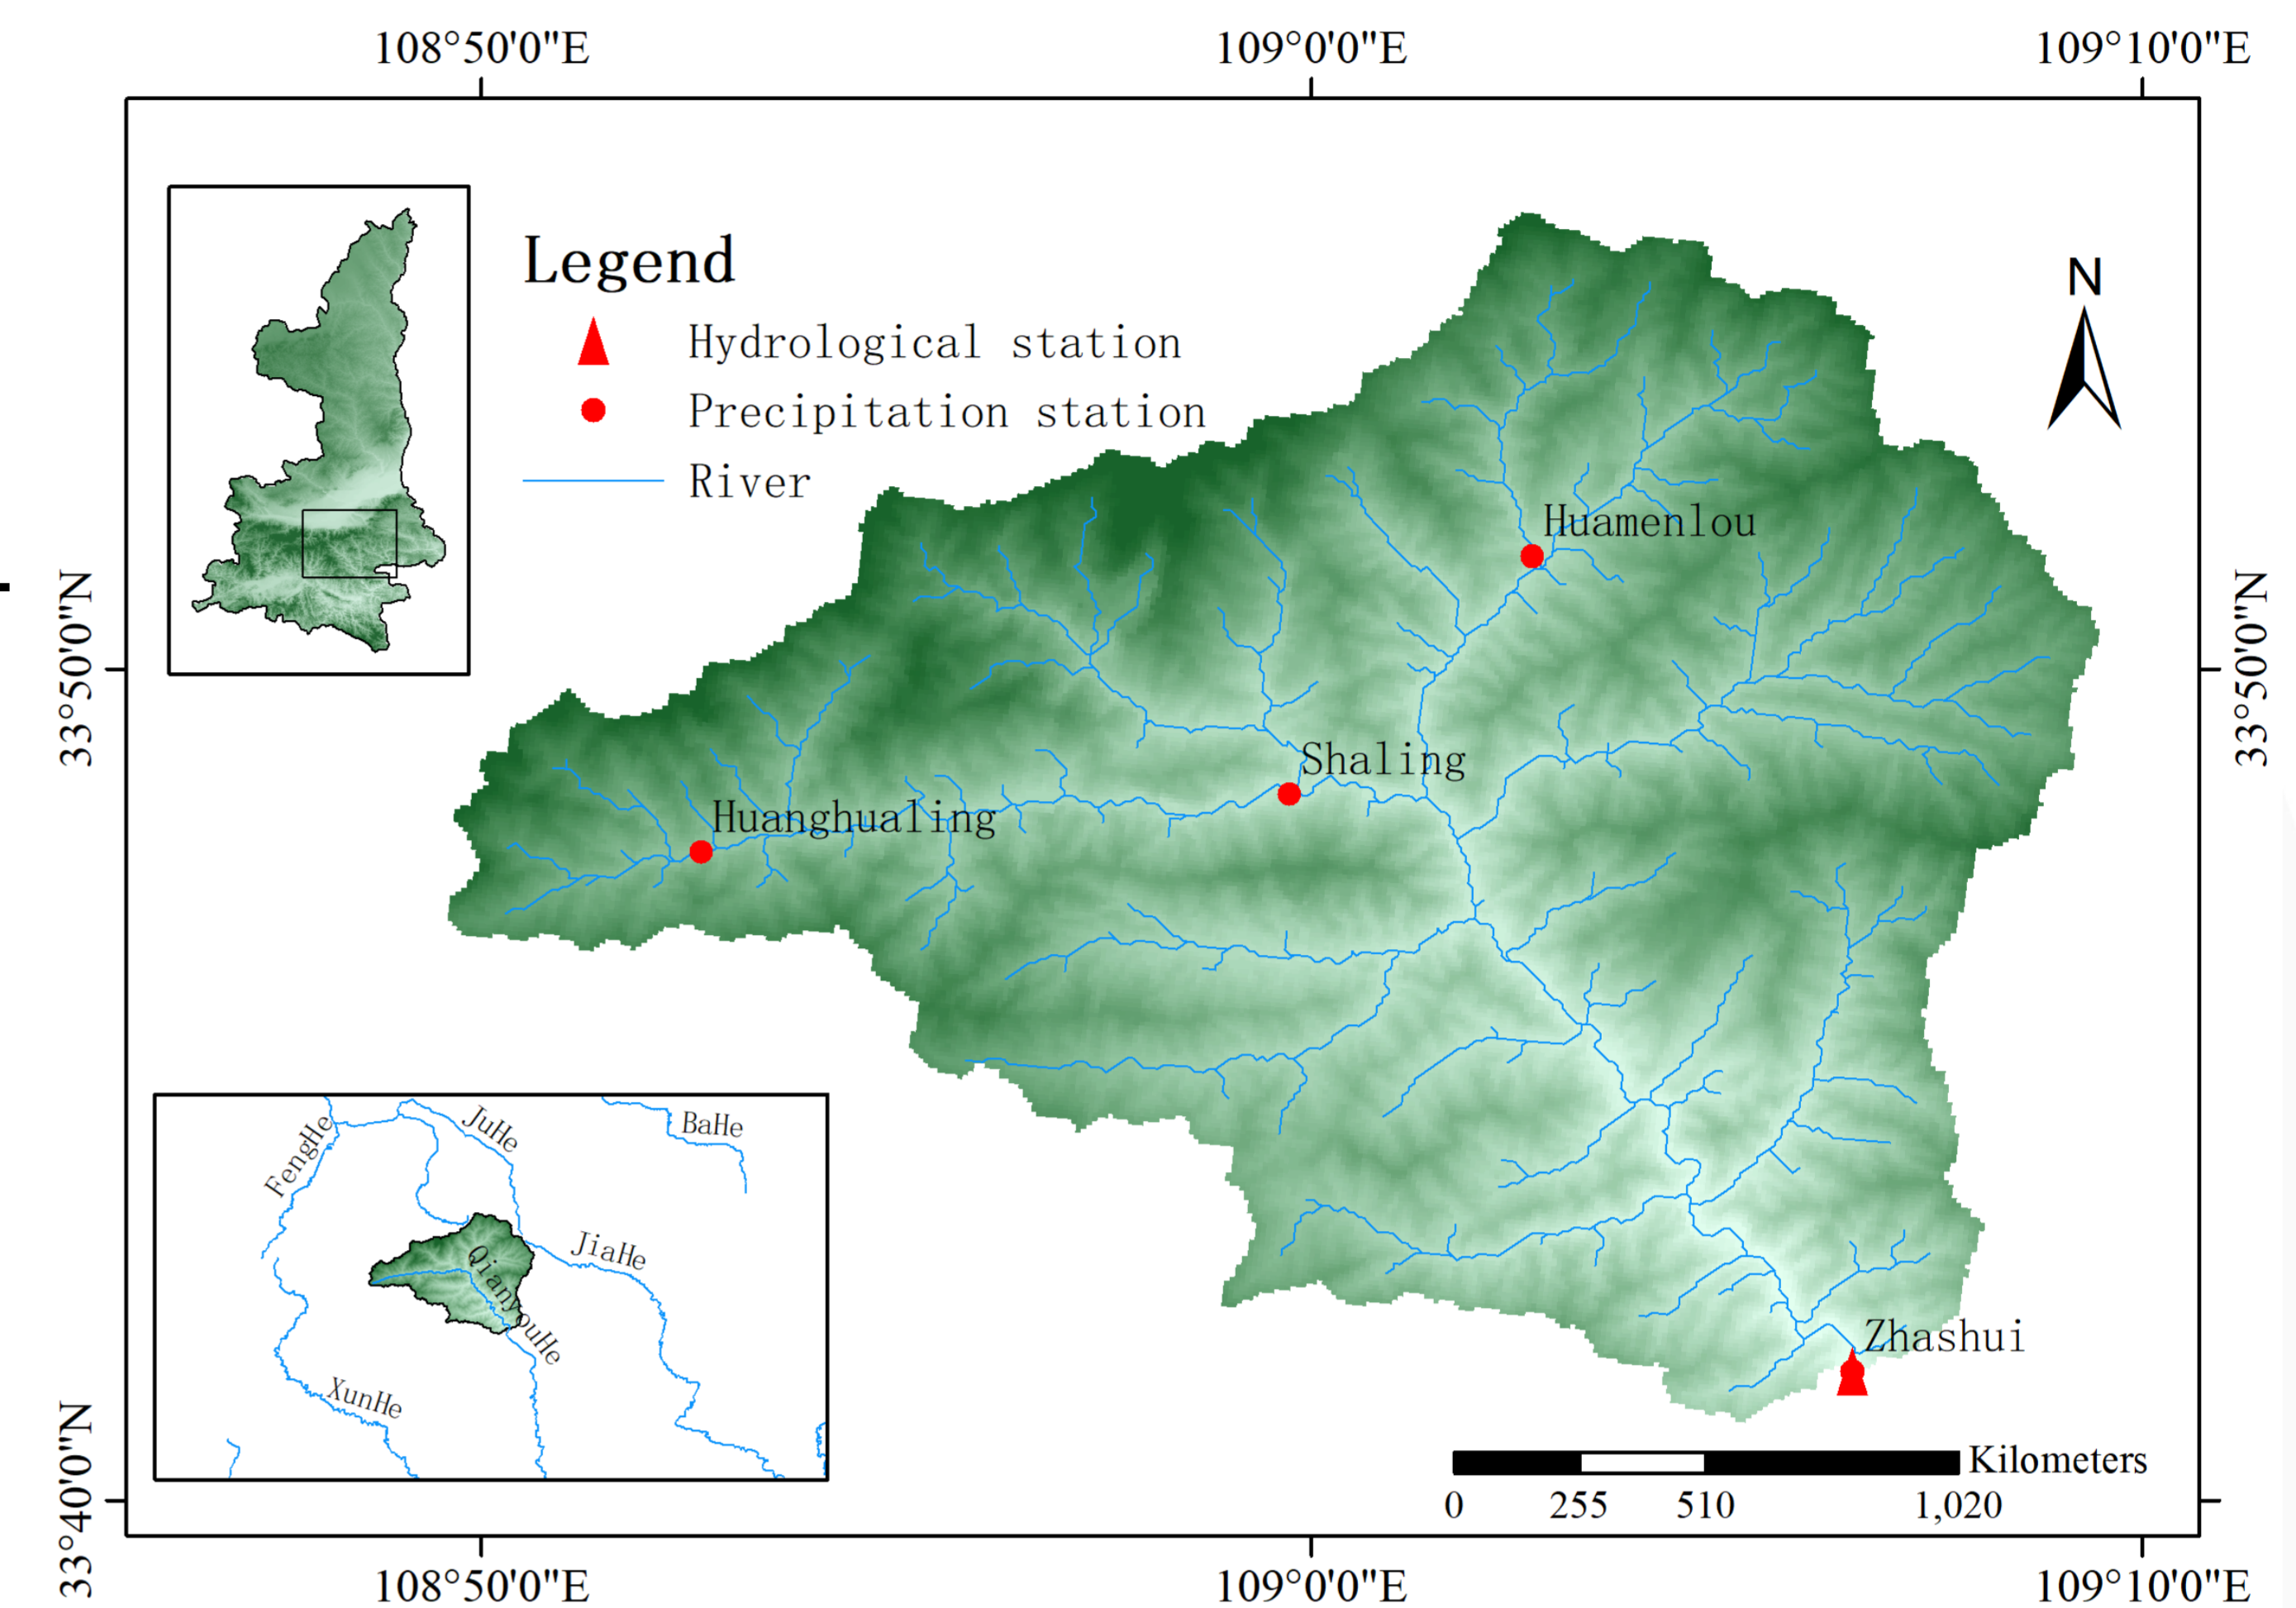 108°50'0"E
109°0'0"E
109°10'0"E
Legend
Hydrological station
Precipitation station
River
N
33°50'0"N
33°50'0"N
Huamenlou
Shaling
Huanghualing
Zhashui
FengHe
JuHe
BaHe
JiaHe
QianyouHe
XunHe
33°40'0"N
Kilometers
0
255
510
1,020
108°50'0"E
109°0'0"E
109°10'0"E